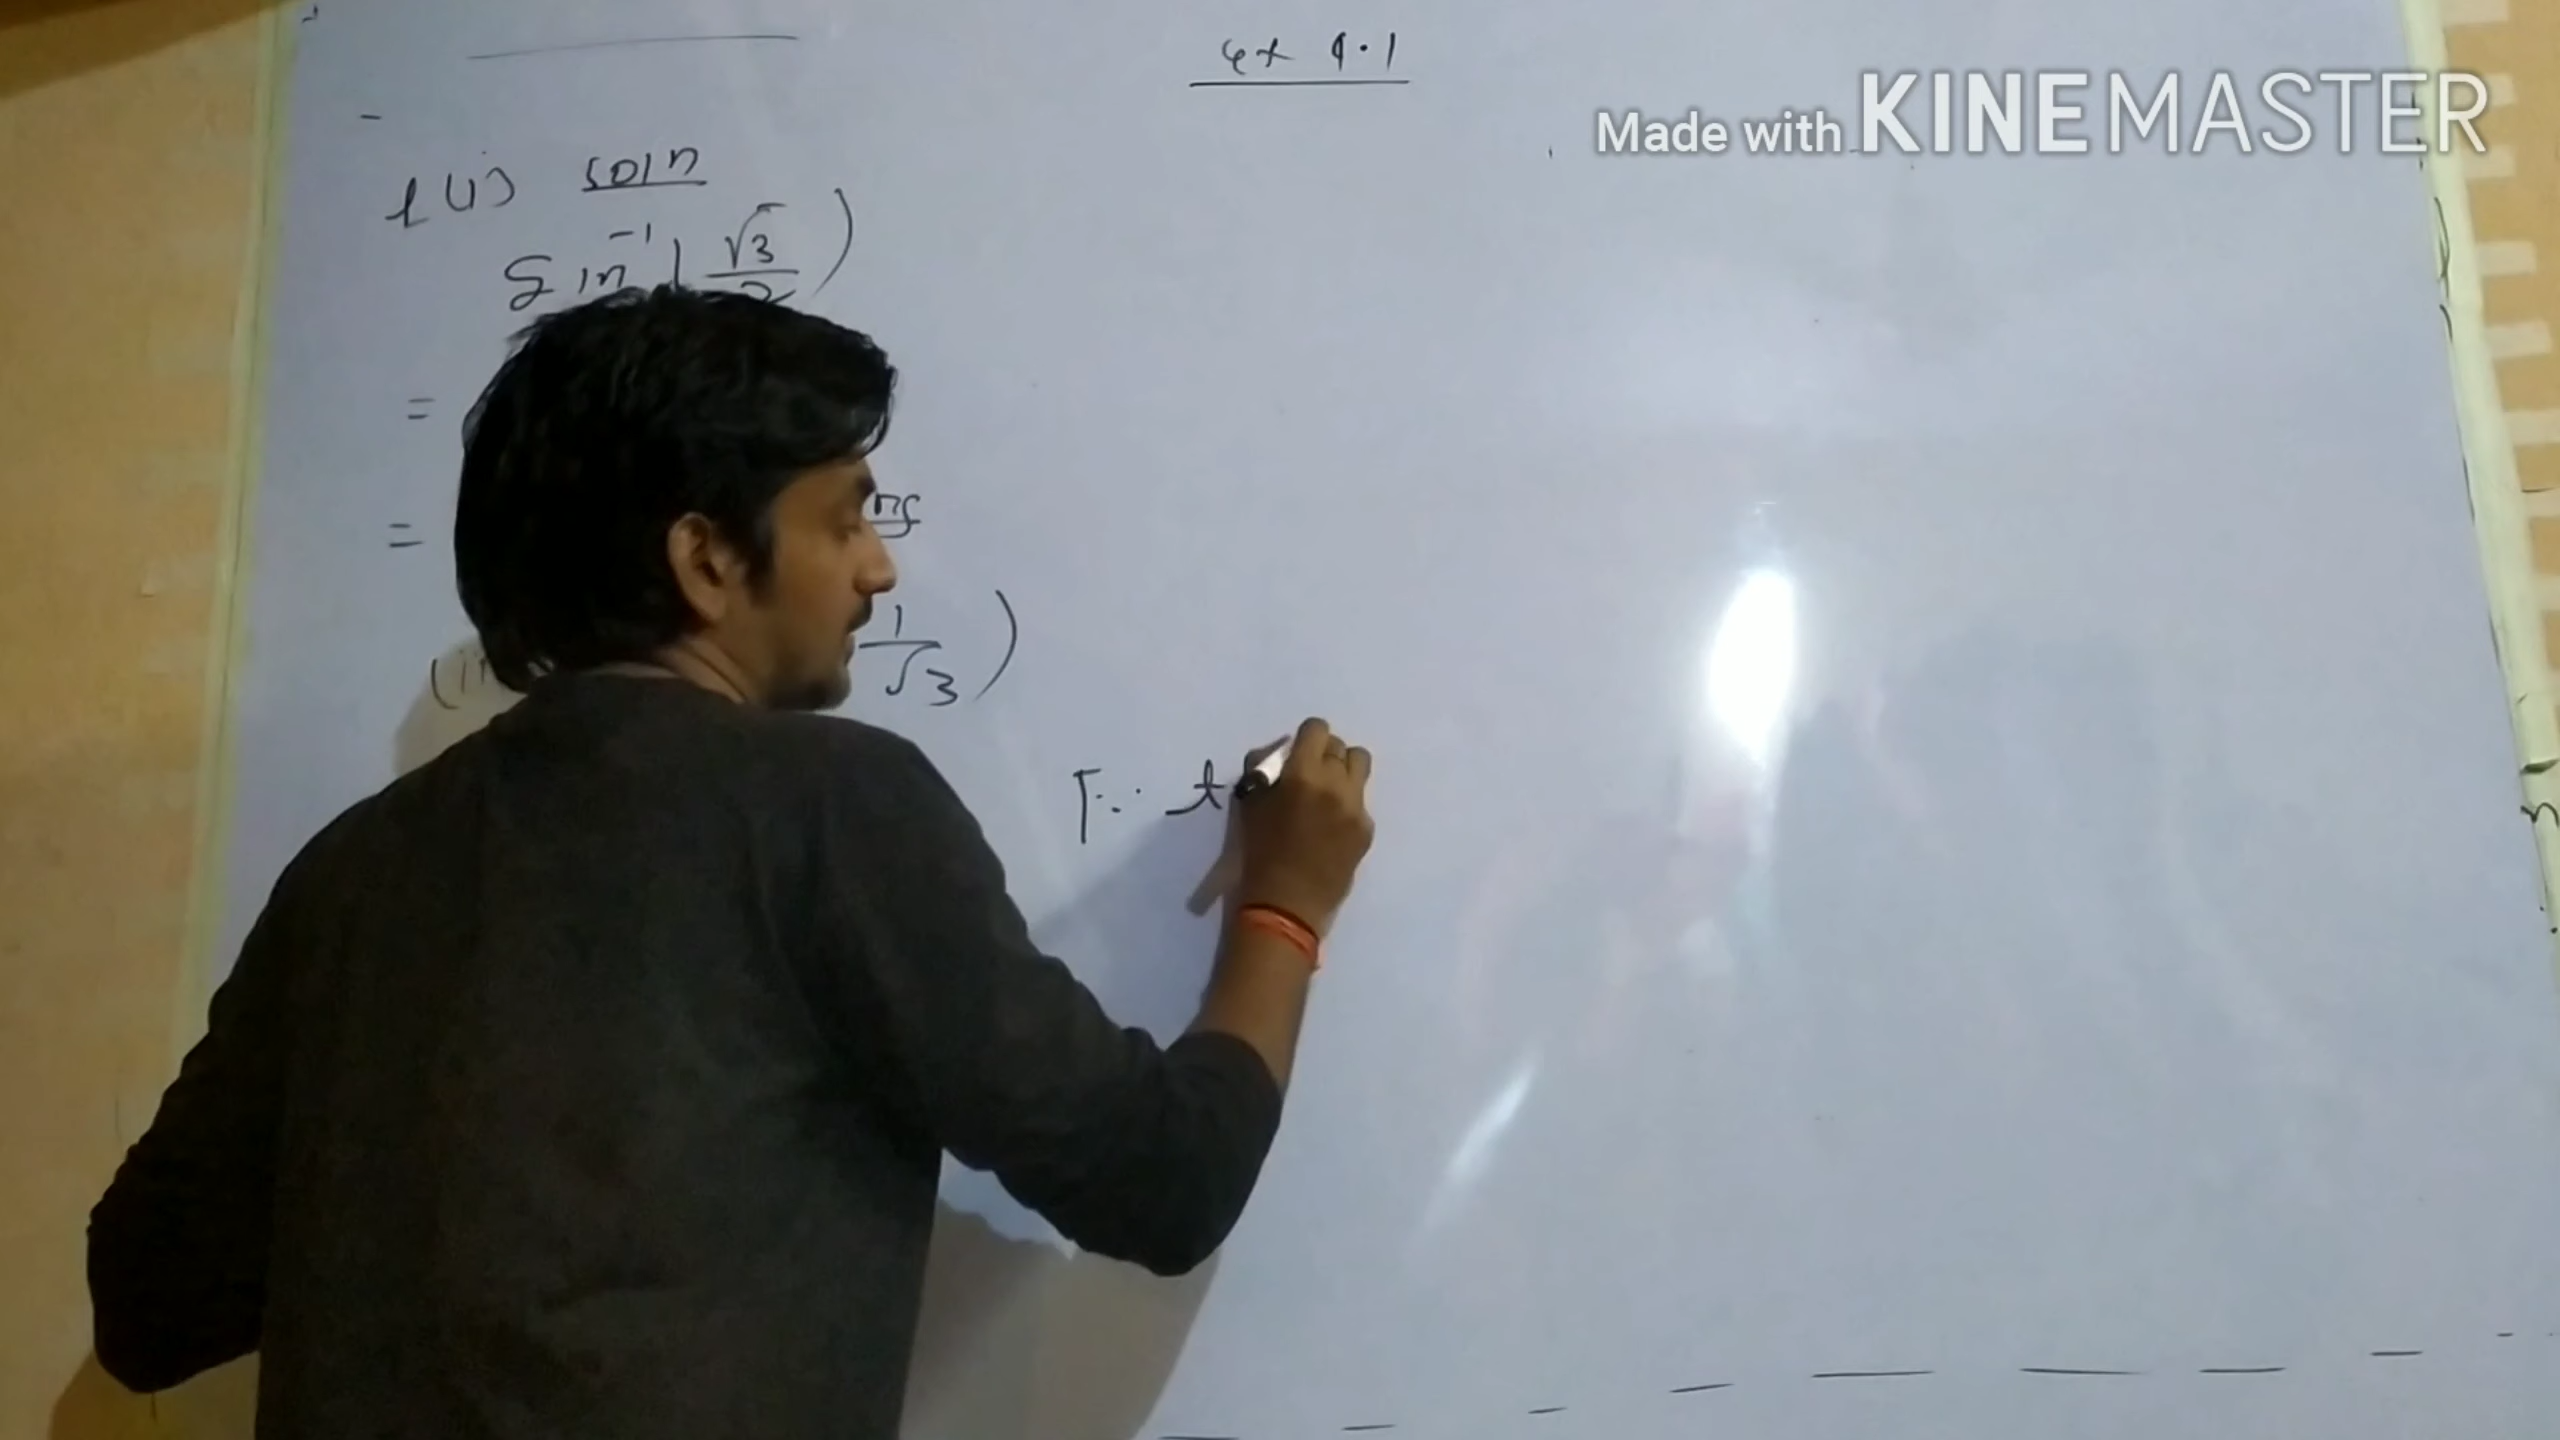 ex 9.1
Made with KINEMASTER
1 (i) soln
Sin⁻¹ (√3/2)
=
=
(ii) 1/√3 )
[∵ t